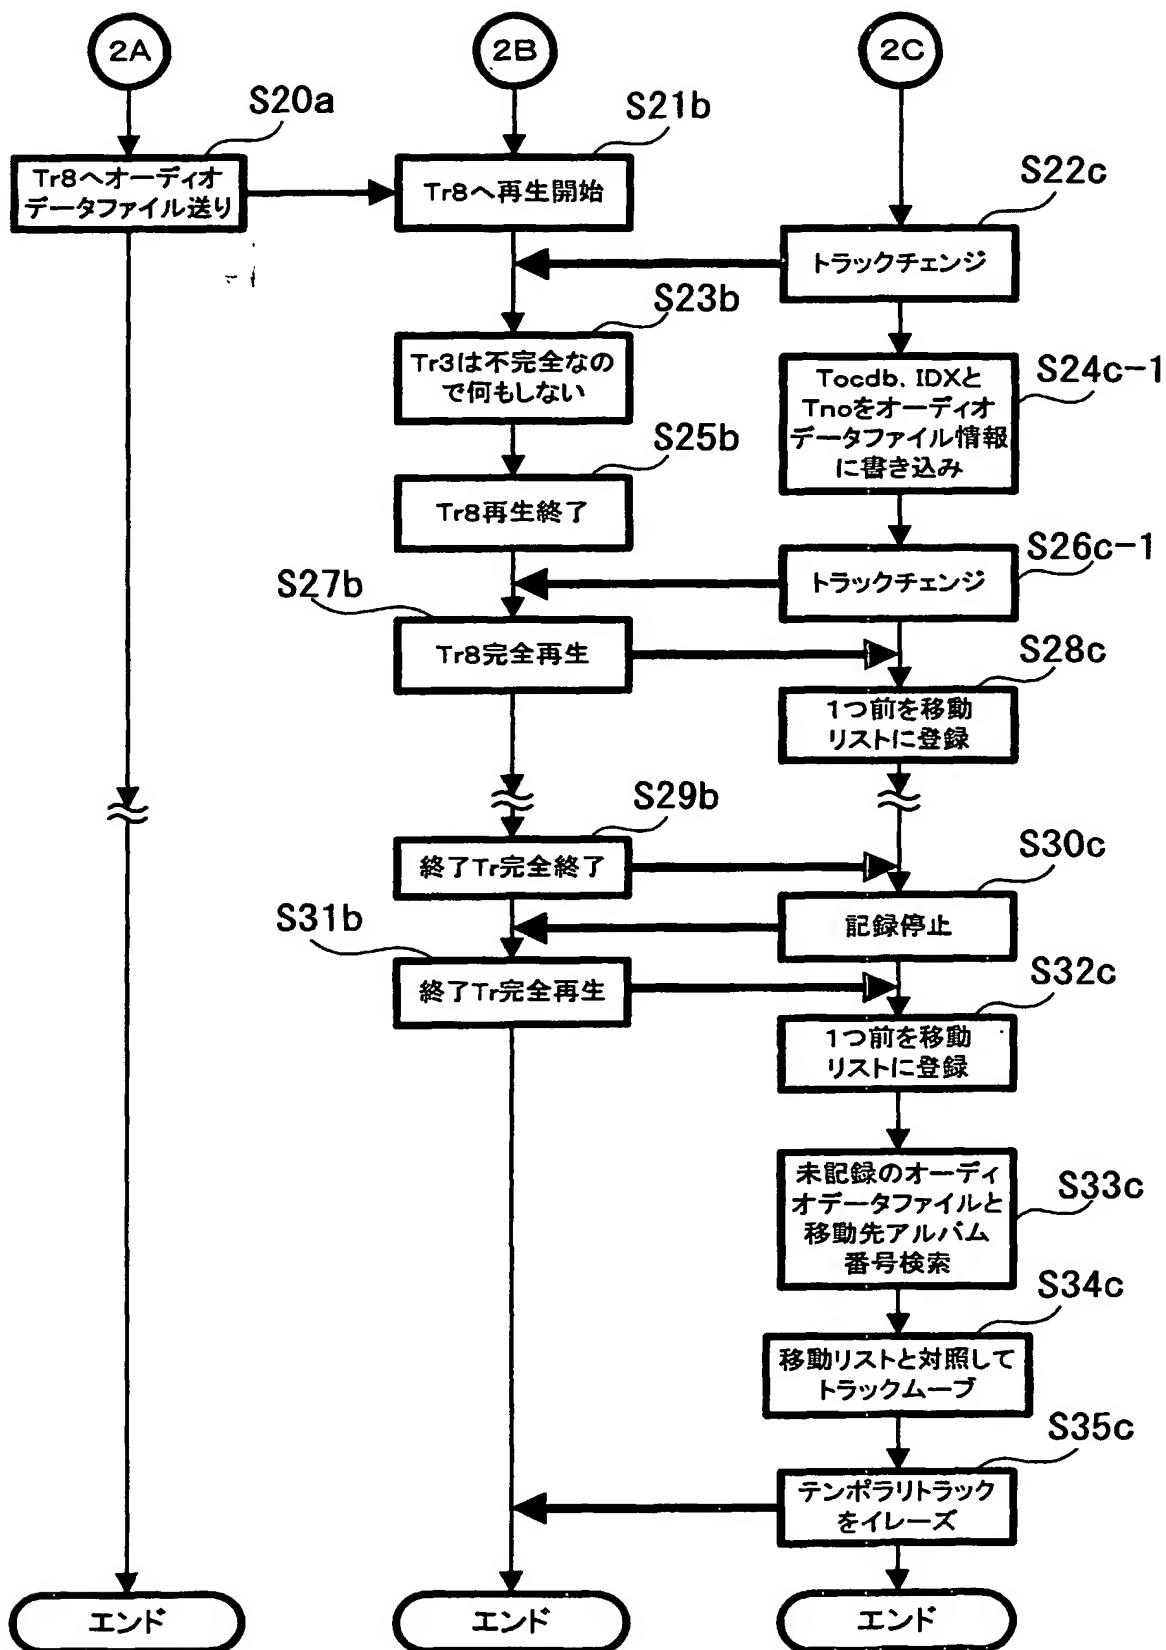 2A
2B
2C
S20a
S21b
Tr8へオーディオ
データファイル送り
Tr8へ再生開始
S22c
トラックチェンジ
S23b
Tr3は不完全なの
で何もしない
S24c-1
Tocdb、IDXと
Tnoをオーディオ
データファイル情報
に書き込み
S25b
Tr8再生終了
S26c-1
トラックチェンジ
S27b
Tr8完全再生
S28c
1つ前を移動
リストに登録
S29b
終了Tr完全終了
S30c
記録停止
S31b
終了Tr完全再生
S32c
1つ前を移動
リストに登録
S33c
未記録のオーディ
オデータファイルと
移動先アルバム
番号検索
S34c
移動リストと対照して
トラックムーブ
S35c
テンポラリトラック
をイレーズ
エンド
エンド
エンド